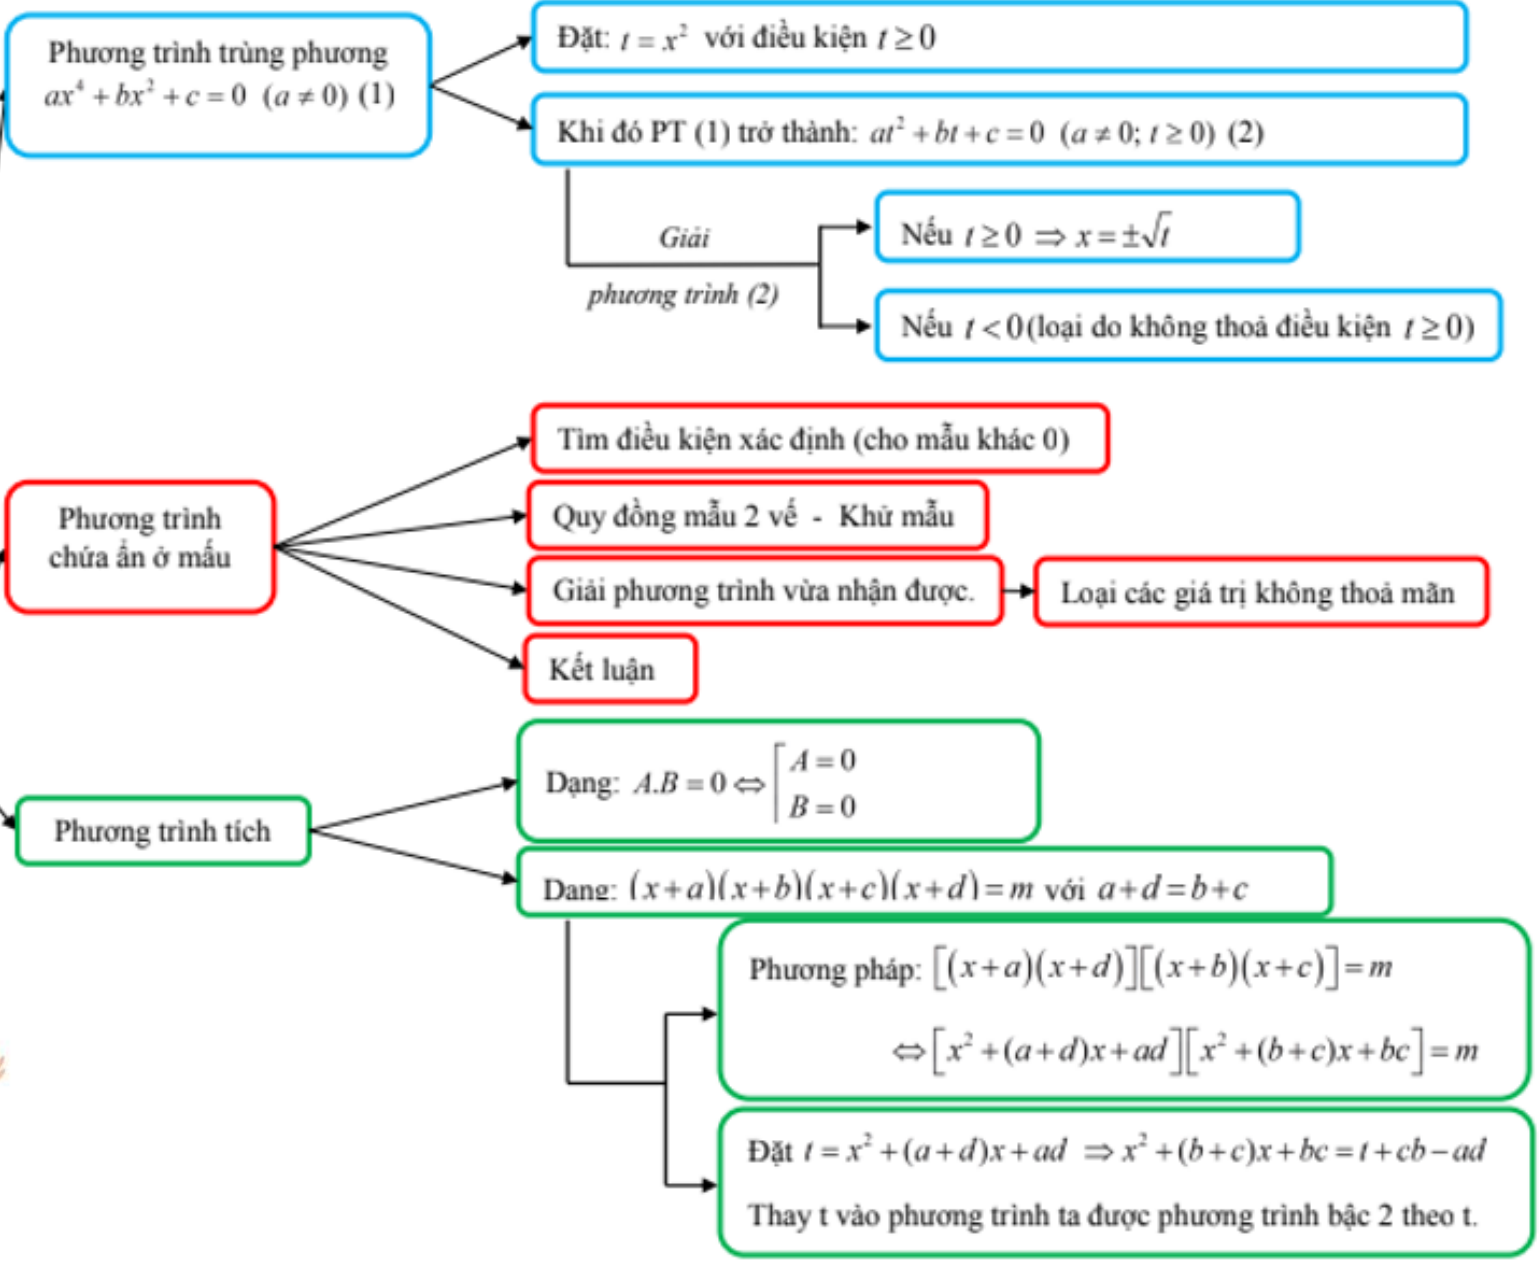 Phương trình trùng phương
ax⁴ + bx² + c = 0 (a ≠ 0) (1)
Đặt: t = x² với điều kiện t ≥ 0
Khi đó PT (1) trở thành: at² + bt + c = 0 (a ≠ 0; t ≥ 0) (2)
Giải
phương trình (2)
Nếu t ≥ 0 ⇒ x = ±√t
Nếu t < 0 (loại do không thoả điều kiện t ≥ 0)
Phương trình
chứa ẩn ở mấu
Tìm điều kiện xác định (cho mẫu khác 0)
Quy đồng mẫu 2 vế - Khử mẫu
Giải phương trình vừa nhận được.
Loại các giá trị không thoả mãn
Kết luận
Phương trình tích
Dạng: A.B = 0 ⇔ [ A = 0
B = 0
Dạng: (x+a)(x+b)(x+c)(x+d) = m với a+d = b+c
Phương pháp: [(x+a)(x+d)][(x+b)(x+c)] = m
⇔ [x² + (a+d)x + ad][x² + (b+c)x + bc] = m
Đặt t = x² + (a+d)x + ad ⇒ x² + (b+c)x + bc = t + cb − ad
Thay t vào phương trình ta được phương trình bậc 2 theo t.